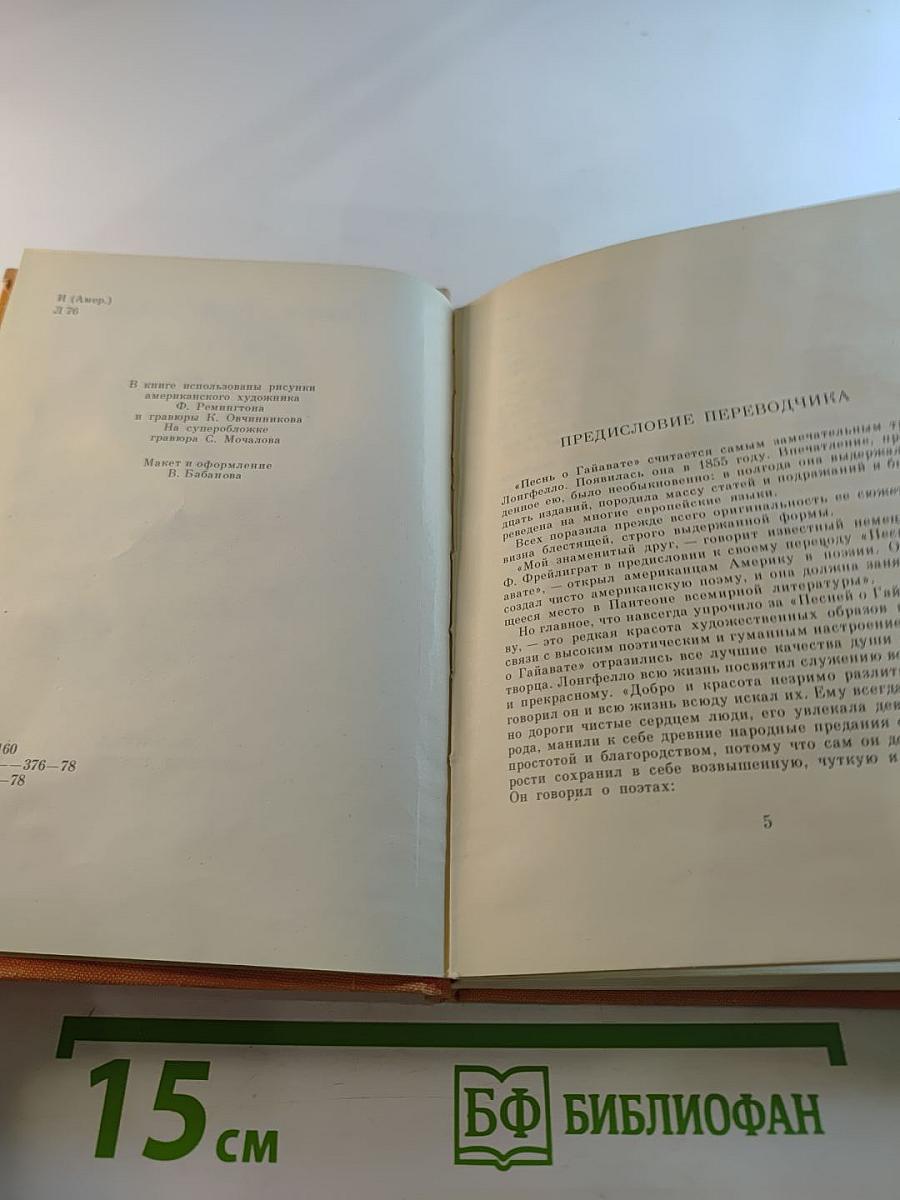 И (Амер.)
Л 76
В книге использованы рисунки
американского художника
Ф. Ремингтона
и гравюры К. Овчинникова
На суперобложке
гравюра С. Мочалова
Макет и оформление
В. Бабанова
160
—376—78
—78
ПРЕДИСЛОВИЕ ПЕРЕВОДЧИКА
«Песнь о Гайавате» считается самым замечательным
Лонгфелло. Появилась она в 1855 году. Впечатление,
денное ею, было необыкновенно: в полгода она выдержала
дцать изданий, породила массу статей и подражаний и
реведена на многие европейские языки.
Всех поразила прежде всего оригинальность ее
визна блестящей, строго выдержанной формы.
«Мой знаменитый друг, — говорит известный
Ф. Фрейлиграт в предисловии к своему переводу
авате», — открыл американцам Америку в поэзии.
создал чисто американскую поэму, и она должна
щееся место в Пантеоне всемирной литературы».
Но главное, что навсегда упрочило за «Песней о
ву, — это редкая красота художественных образов
связи с высоким поэтическим и гуманным
о Гайавате» отразились все лучшие качества души
творца. Лонгфелло всю жизнь посвятил служению
и прекрасному. «Добро и красота незримо
говорил он и всю жизнь всюду искал их. Ему
но дороги чистые сердцем люди, его увлекала
рода, манили к себе древние народные предания
простотой и благородством, потому что сам он
рости сохранил в себе возвышенную, чуткую и
Он говорил о поэтах:
5
15 см
БФ БИБЛИОФАН